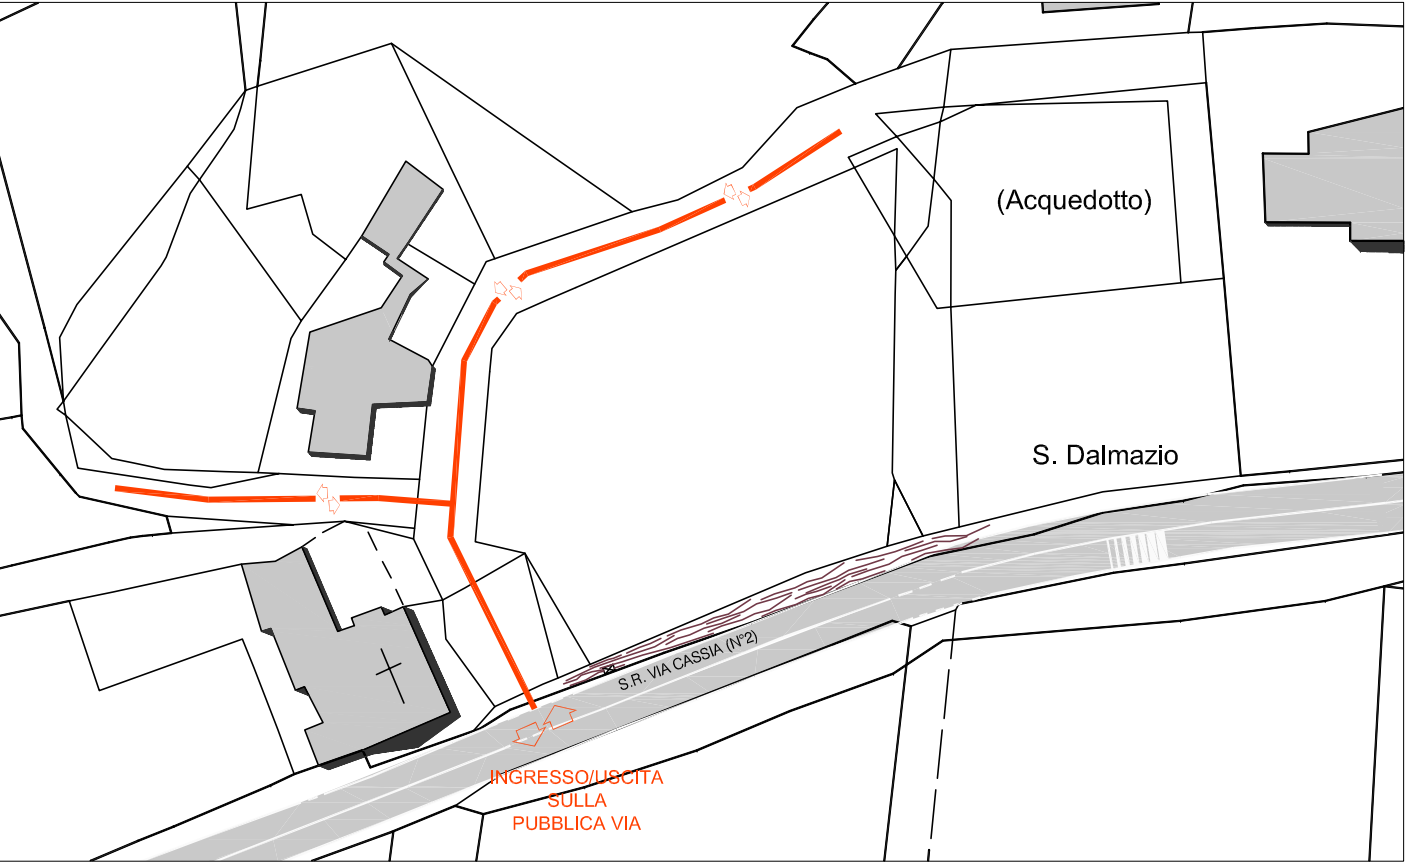 (Acquedotto)
S. Dalmazio
S.R. VIA CASSIA (N°2)
INGRESSO/USCITA
SULLA
PUBBLICA VIA